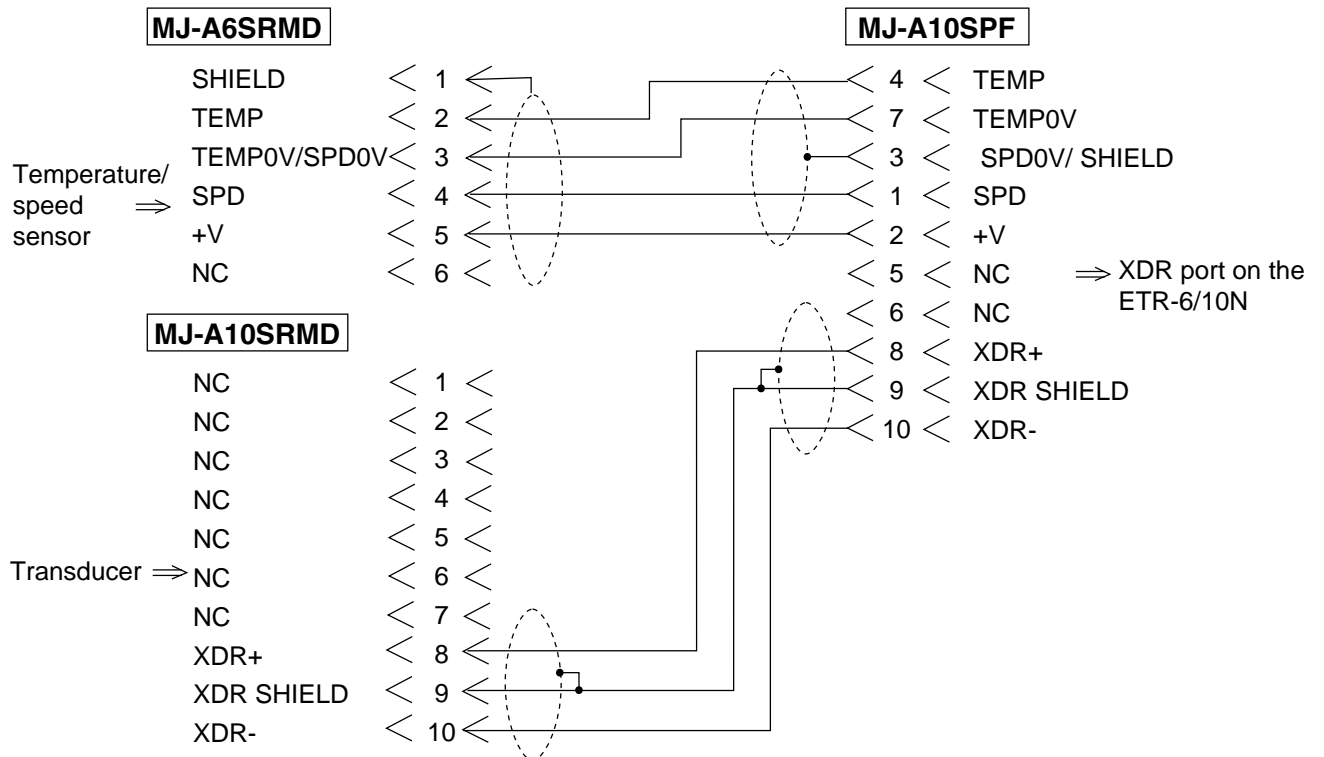 MJ-A6SRMD
SHIELD 1
TEMP 2
TEMP0V/SPD0V 3
SPD 4
+V 5
NC 6
Temperature/
speed
sensor
MJ-A10SRMD
NC 1
NC 2
NC 3
NC 4
NC 5
NC 6
NC 7
XDR+ 8
XDR SHIELD 9
XDR- 10
Transducer
MJ-A10SPF
4 TEMP
7 TEMP0V
3 SPD0V/ SHIELD
1 SPD
2 +V
5 NC
6 NC
8 XDR+
9 XDR SHIELD
10 XDR-
XDR port on the
ETR-6/10N